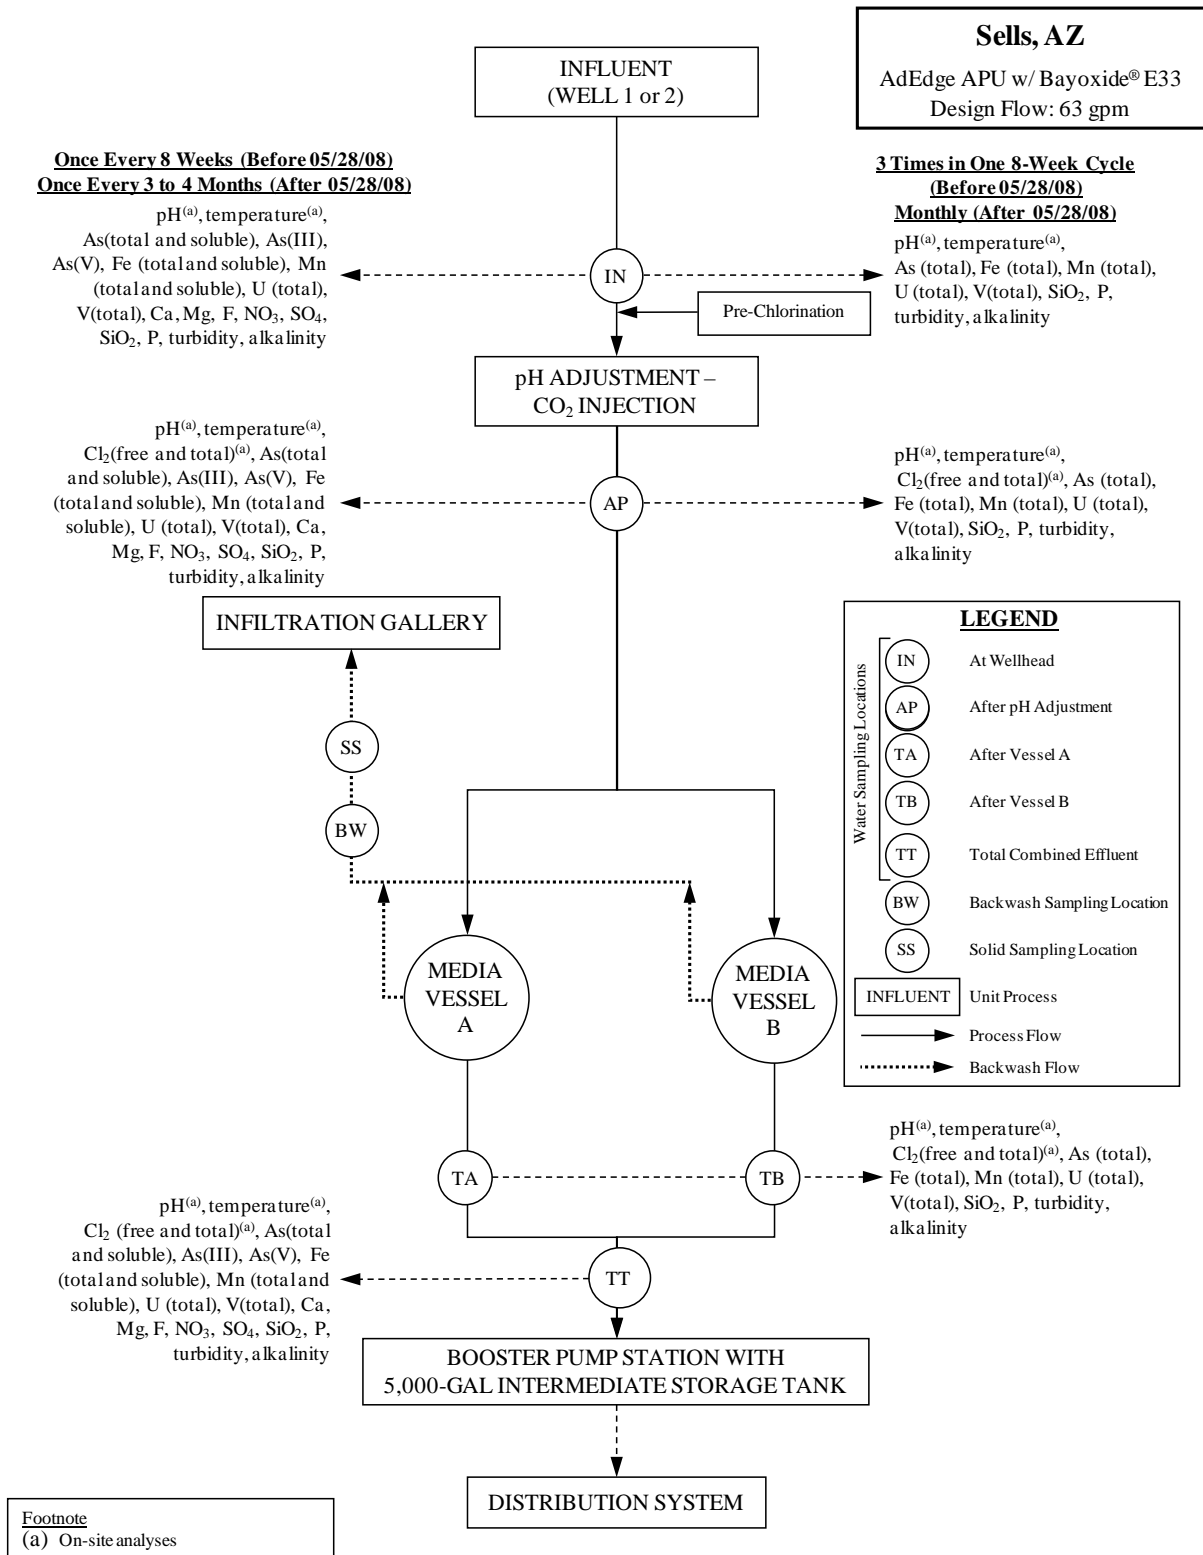 Sells, AZ
AdEdge APU w/ Bayoxide® E33
Design Flow: 63 gpm
INFLUENT
(WELL 1 or 2)
Once Every 8 Weeks (Before 05/28/08)
Once Every 3 to 4 Months (After 05/28/08)
pH(a), temperature(a),
As(total and soluble), As(III),
As(V), Fe (total and soluble), Mn
(total and soluble), U (total),
V(total), Ca, Mg, F, NO3, SO4,
SiO2, P, turbidity, alkalinity
3 Times in One 8-Week Cycle
(Before 05/28/08)
Monthly (After 05/28/08)
pH(a), temperature(a),
As (total), Fe (total), Mn (total),
U (total), V(total), SiO2, P,
turbidity, alkalinity
IN
Pre-Chlorination
pH ADJUSTMENT –
CO2 INJECTION
pH(a), temperature(a),
Cl2(free and total)(a), As(total
and soluble), As(III), As(V), Fe
(total and soluble), Mn (total and
soluble), U (total), V(total), Ca,
Mg, F, NO3, SO4, SiO2, P,
turbidity, alkalinity
AP
pH(a), temperature(a),
Cl2(free and total)(a), As (total),
Fe (total), Mn (total), U (total),
V(total), SiO2, P, turbidity,
alkalinity
INFILTRATION GALLERY
SS
BW
MEDIA
VESSEL
A
MEDIA
VESSEL
B
LEGEND
Water Sampling Locations
IN At Wellhead
AP After pH Adjustment
TA After Vessel A
TB After Vessel B
TT Total Combined Effluent
BW Backwash Sampling Location
SS Solid Sampling Location
INFLUENT Unit Process
Process Flow
Backwash Flow
TA
TB
pH(a), temperature(a),
Cl2(free and total)(a), As (total),
Fe (total), Mn (total), U (total),
V(total), SiO2, P, turbidity,
alkalinity
pH(a), temperature(a),
Cl2 (free and total)(a), As(total
and soluble), As(III), As(V), Fe
(total and soluble), Mn (total and
soluble), U (total), V(total), Ca,
Mg, F, NO3, SO4, SiO2, P,
turbidity, alkalinity
TT
BOOSTER PUMP STATION WITH
5,000-GAL INTERMEDIATE STORAGE TANK
DISTRIBUTION SYSTEM
Footnote
(a) On-site analyses